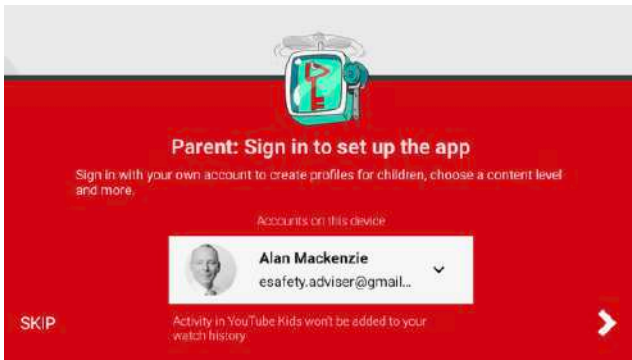 Parent: Sign in to set up the app
Sign in with your own account to create profiles for children, choose a content level
and more.
Accounts on this device
Alan Mackenzie
esafety.adviser@gmail...
SKIP
Activity in YouTube Kids won't be added to your
watch history